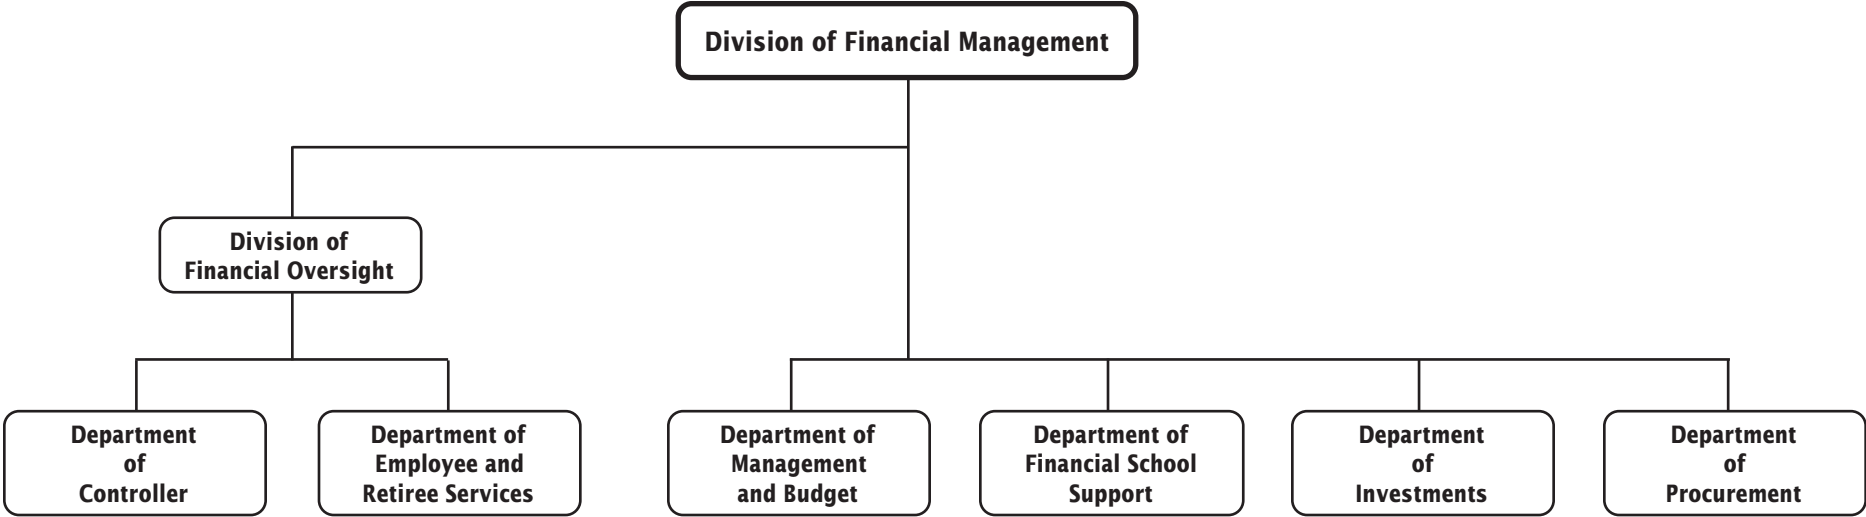 Division of Financial Management
Division of
Financial Oversight
Department
of
Controller
Department of
Employee and
Retiree Services
Department of
Management
and Budget
Department of
Financial School
Support
Department
of
Investments
Department
of
Procurement